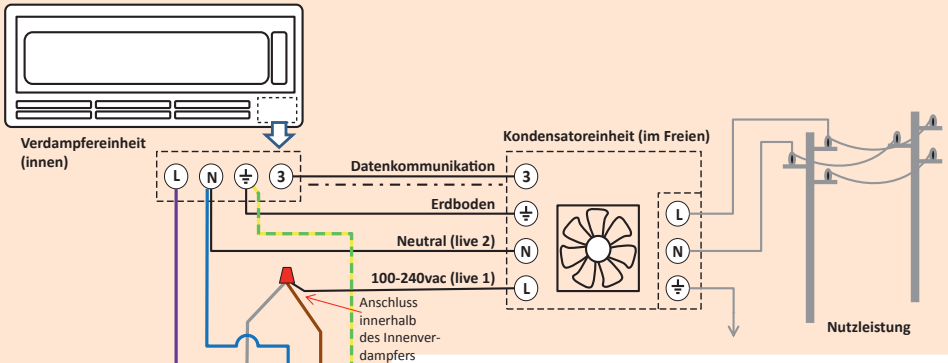 Verdampfereinheit
(innen)
L N 3
Datenkommunikation
Erdboden
Neutral (live 2)
100-240vac (live 1)
Anschluss
innerhalb
des Innenver-
dampfers
Kondensatoreinheit (im Freien)
3
N
L
L
N
Nutzleistung